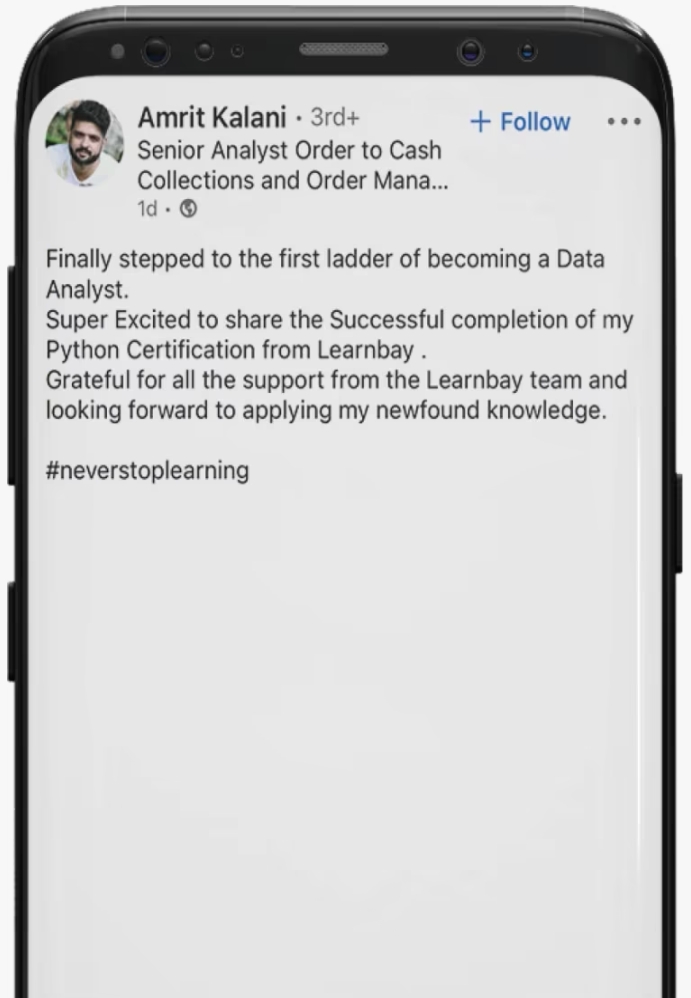 Amrit Kalani · 3rd+
+ Follow
Senior Analyst Order to Cash
Collections and Order Mana...
1d ·
Finally stepped to the first ladder of becoming a Data
Analyst.
Super Excited to share the Successful completion of my
Python Certification from Learnbay .
Grateful for all the support from the Learnbay team and
looking forward to applying my newfound knowledge.
#neverstoplearning